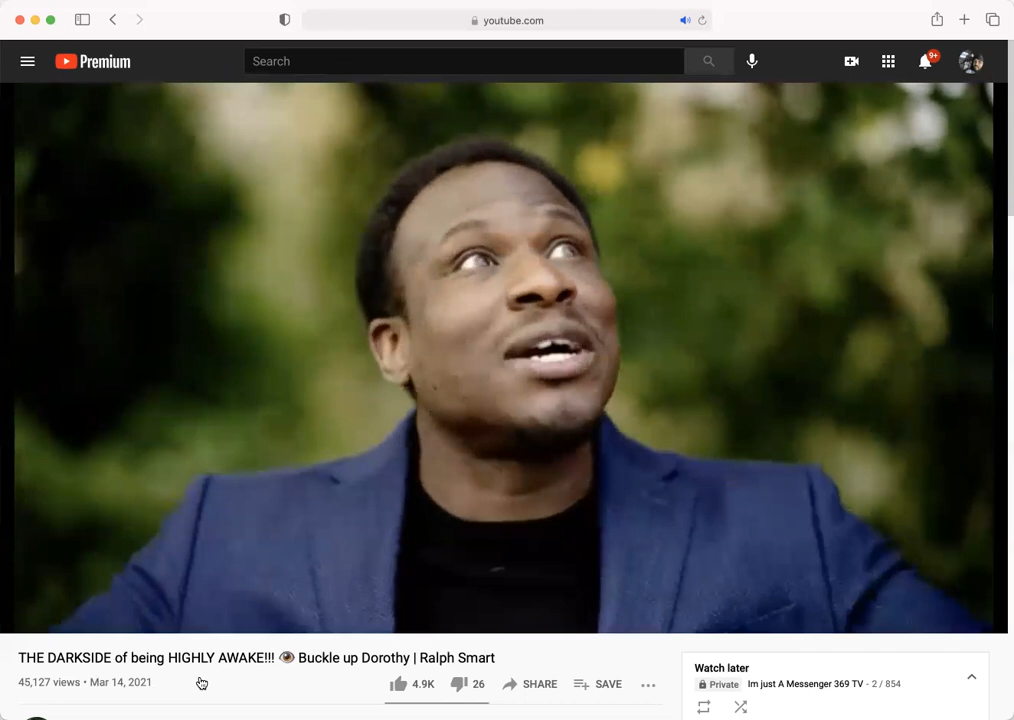 youtube.com
Premium
Search
9+
THE DARKSIDE of being HIGHLY AWAKE!!! 👁 Buckle up Dorothy | Ralph Smart
45,127 views • Mar 14, 2021
4.9K
26
SHARE
SAVE
Watch later
Private
Im just A Messenger 369 TV - 2 / 854